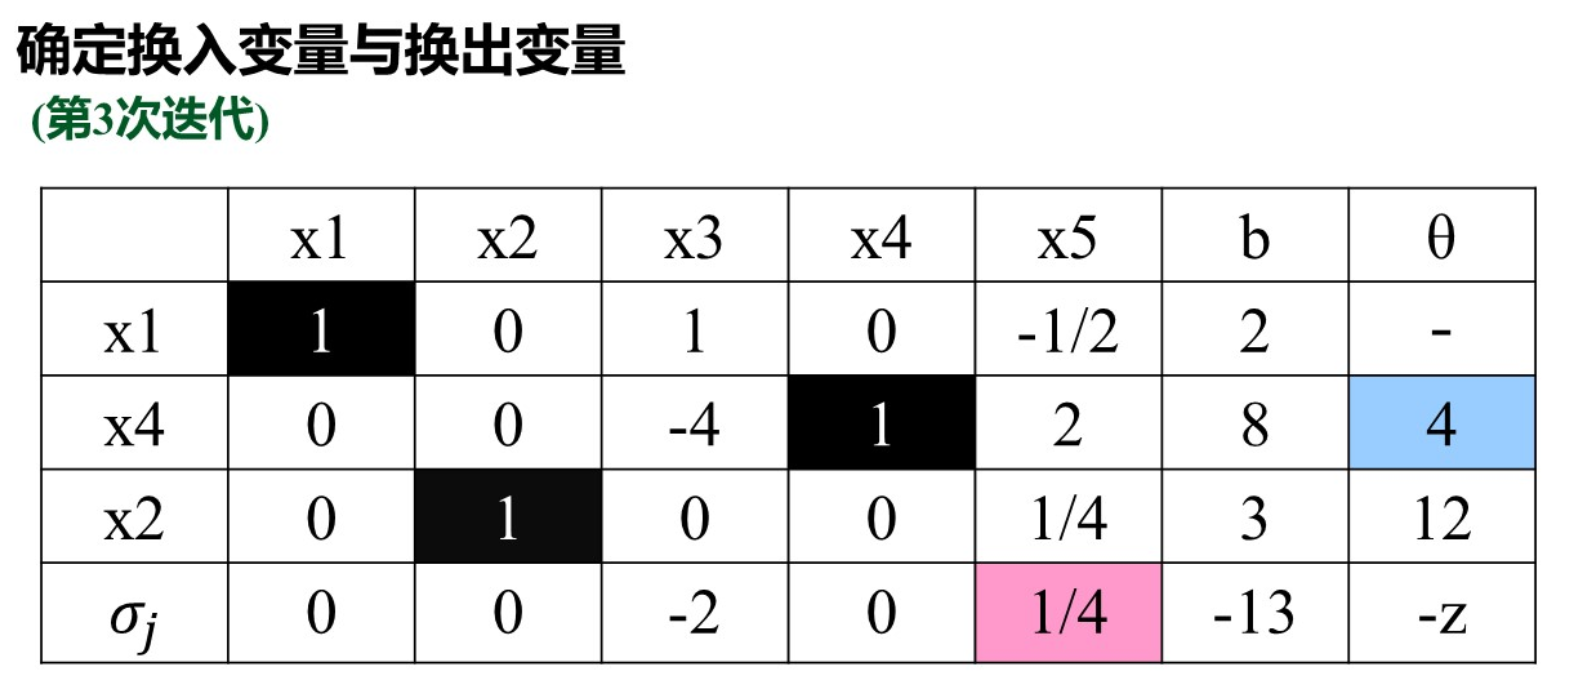 确定换入变量与换出变量
(第3次迭代)
x1 x2 x3 x4 x5 b θ
x1 1 0 1 0 -1/2 2 -
x4 0 0 -4 1 2 8 4
x2 0 1 0 0 1/4 3 12
σj 0 0 -2 0 1/4 -13 -z